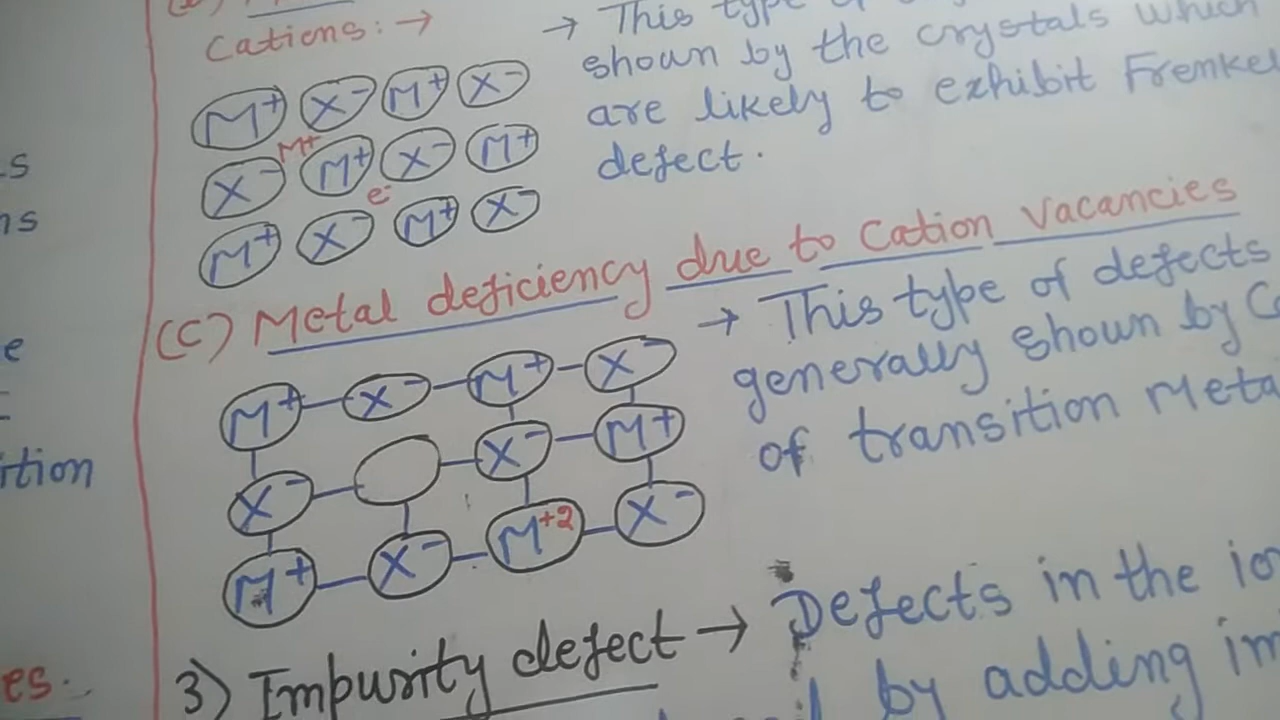 Cations: →
→ This type
shown by the crystals which
are likely to exhibit Frenkel
defect.
M+ X- M+ X-
M+
X- M+ X- M+
e-
M+ X- M+ X-
(C) Metal deficiency due to Cation Vacancies
→ This type of defects
generally shown by
of transition Meta
M+ X- M+ X-
X- X- M+
M+ X- M+2 X-
3) Impurity defect → Defects in the io
by adding im
s
ns
e
ition
es.